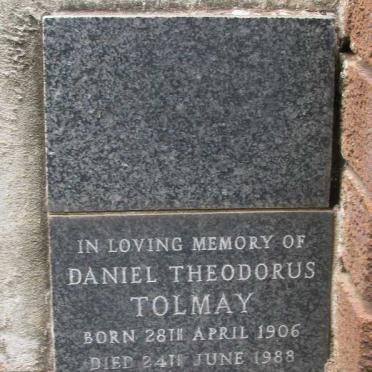 IN LOVING MEMORY OF
DANIEL THEODORUS
TOLMAY
BORN 28TH APRIL 1906
DIED 24TH JUNE 1988